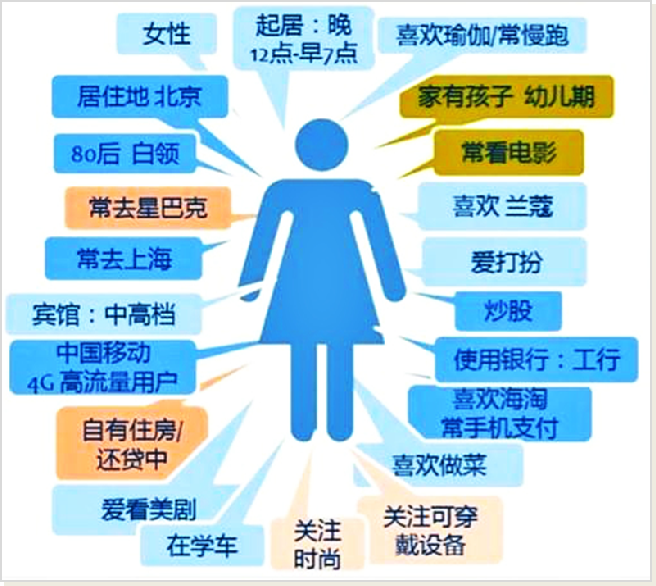 女性
起居：晚
12点-早7点
喜欢瑜伽/常慢跑
居住地 北京
家有孩子 幼儿期
80后 白领
常看电影
常去星巴克
喜欢 兰蔻
常去上海
爱打扮
宾馆：中高档
炒股
中国移动
4G 高流量用户
使用银行：工行
喜欢海淘
常手机支付
自有住房/
还贷中
喜欢做菜
爱看美剧
在学车
关注
时尚
关注可穿
戴设备